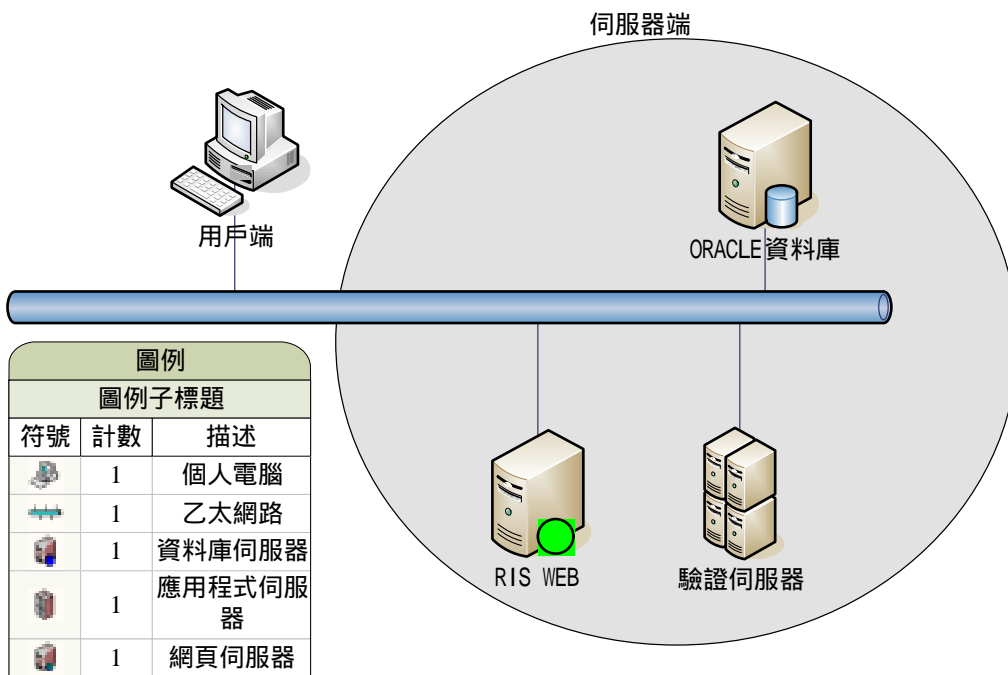 伺服器端
用戶端
ORACLE資料庫
圖例
圖例子標題
符號 計數 描述
1 個人電腦
1 乙太網路
1 資料庫伺服器
1 應用程式伺服
器
1 網頁伺服器
RIS WEB
驗證伺服器